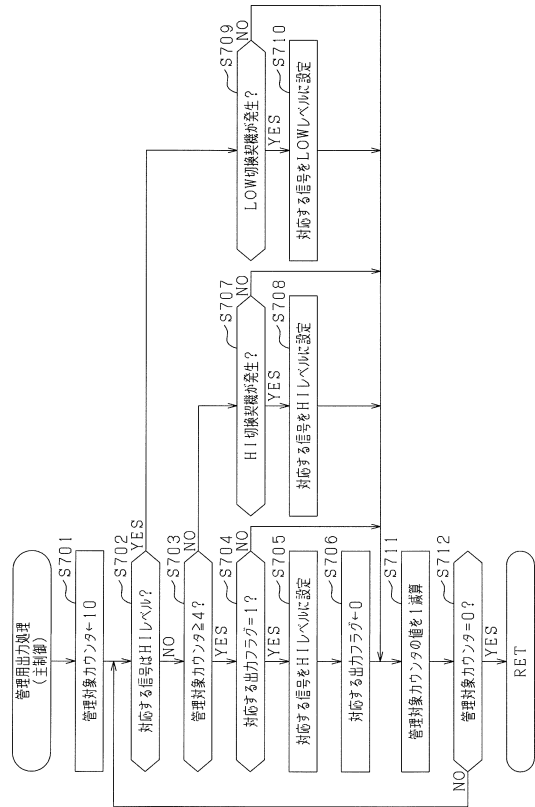 管理用出力処理
(主制御)
S701
管理対象カウンタ←10
S702
対応する信号はHIレベル?
YES
NO
S703
管理対象カウンタ≧4?
NO
YES
S704
対応する出力フラグ=1?
NO
YES
S705
対応する信号をHIレベルに設定
S706
対応する出力フラグ←0
S707
HI切換契機が発生?
NO
YES
S708
対応する信号をHIレベルに設定
S709
LOW切換契機が発生?
NO
YES
S710
対応する信号をLOWレベルに設定
S711
管理対象カウンタの値を1減算
S712
管理対象カウンタ=0?
NO
YES
RET